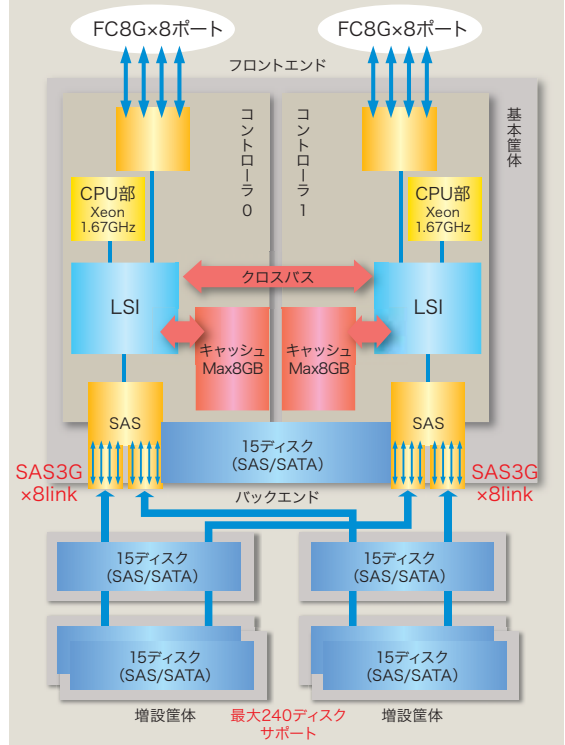 FC8G×8ポート
FC8G×8ポート
フロントエンド
コントローラ0
コントローラ1
基本筐体
CPU部
Xeon
1.67GHz
CPU部
Xeon
1.67GHz
クロスパス
LSI
LSI
キャッシュ
Max8GB
キャッシュ
Max8GB
SAS
SAS
15ディスク
(SAS/SATA)
SAS3G
×8link
SAS3G
×8link
バックエンド
15ディスク
(SAS/SATA)
15ディスク
(SAS/SATA)
15ディスク
(SAS/SATA)
15ディスク
(SAS/SATA)
増設筐体
最大240ディスク
サポート
増設筐体